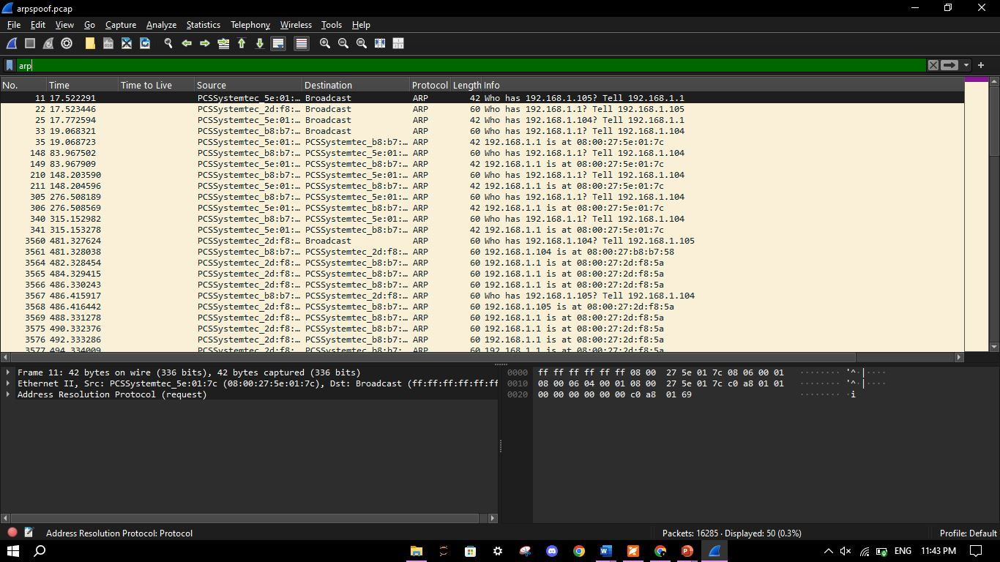 arpspoof.pcap
File Edit View Go Capture Analyze Statistics Telephony Wireless Tools Help
arp
No. Time Time to Live Source Destination Protocol Length Info
11 17.522291 PCSSystemtec_5e:01:… Broadcast ARP 42 Who has 192.168.1.105? Tell 192.168.1.1
22 17.523446 PCSSystemtec_2d:f8:… Broadcast ARP 60 Who has 192.168.1.1? Tell 192.168.1.105
25 17.772594 PCSSystemtec_5e:01:… Broadcast ARP 42 Who has 192.168.1.104? Tell 192.168.1.1
33 19.068321 PCSSystemtec_b8:b7:… Broadcast ARP 60 Who has 192.168.1.1? Tell 192.168.1.104
35 19.068723 PCSSystemtec_5e:01:… PCSSystemtec_b8:b7:… ARP 42 192.168.1.1 is at 08:00:27:5e:01:7c
148 83.967502 PCSSystemtec_b8:b7:… PCSSystemtec_5e:01:… ARP 60 Who has 192.168.1.1? Tell 192.168.1.104
149 83.967909 PCSSystemtec_5e:01:… PCSSystemtec_b8:b7:… ARP 42 192.168.1.1 is at 08:00:27:5e:01:7c
210 148.203590 PCSSystemtec_b8:b7:… PCSSystemtec_5e:01:… ARP 60 Who has 192.168.1.1? Tell 192.168.1.104
211 148.204596 PCSSystemtec_5e:01:… PCSSystemtec_b8:b7:… ARP 42 192.168.1.1 is at 08:00:27:5e:01:7c
305 276.508189 PCSSystemtec_b8:b7:… PCSSystemtec_5e:01:… ARP 60 Who has 192.168.1.1? Tell 192.168.1.104
306 276.508569 PCSSystemtec_5e:01:… PCSSystemtec_b8:b7:… ARP 42 192.168.1.1 is at 08:00:27:5e:01:7c
340 315.152982 PCSSystemtec_b8:b7:… PCSSystemtec_5e:01:… ARP 60 Who has 192.168.1.1? Tell 192.168.1.104
341 315.153278 PCSSystemtec_5e:01:… PCSSystemtec_b8:b7:… ARP 42 192.168.1.1 is at 08:00:27:5e:01:7c
3560 481.327624 PCSSystemtec_2d:f8:… Broadcast ARP 60 Who has 192.168.1.104? Tell 192.168.1.105
3561 481.328038 PCSSystemtec_b8:b7:… PCSSystemtec_2d:f8:… ARP 60 192.168.1.104 is at 08:00:27:b8:b7:58
3564 482.328454 PCSSystemtec_2d:f8:… PCSSystemtec_b8:b7:… ARP 60 192.168.1.1 is at 08:00:27:2d:f8:5a
3565 484.329415 PCSSystemtec_2d:f8:… PCSSystemtec_b8:b7:… ARP 60 192.168.1.1 is at 08:00:27:2d:f8:5a
3566 486.330243 PCSSystemtec_2d:f8:… PCSSystemtec_b8:b7:… ARP 60 192.168.1.1 is at 08:00:27:2d:f8:5a
3567 486.415917 PCSSystemtec_b8:b7:… PCSSystemtec_2d:f8:… ARP 60 Who has 192.168.1.105? Tell 192.168.1.104
3568 486.416442 PCSSystemtec_2d:f8:… PCSSystemtec_b8:b7:… ARP 60 192.168.1.105 is at 08:00:27:2d:f8:5a
3569 488.331278 PCSSystemtec_2d:f8:… PCSSystemtec_b8:b7:… ARP 60 192.168.1.1 is at 08:00:27:2d:f8:5a
3575 490.332376 PCSSystemtec_2d:f8:… PCSSystemtec_b8:b7:… ARP 60 192.168.1.1 is at 08:00:27:2d:f8:5a
3576 492.333286 PCSSystemtec_2d:f8:… PCSSystemtec_b8:b7:… ARP 60 192.168.1.1 is at 08:00:27:2d:f8:5a
3577 494.334009 PCSSystemtec_2d:f8:… PCSSystemtec_b8:b7:… ARP 60 192.168.1.1 is at 08:00:27:2d:f8:5a
Frame 11: 42 bytes on wire (336 bits), 42 bytes captured (336 bits)
Ethernet II, Src: PCSSystemtec_5e:01:7c (08:00:27:5e:01:7c), Dst: Broadcast (ff:ff:ff:ff:ff:ff
Address Resolution Protocol (request)
0000 ff ff ff ff ff ff 08 00 27 5e 01 7c 08 06 00 01 ········ '^·|····
0010 08 00 06 04 00 01 08 00 27 5e 01 7c c0 a8 01 01 ········ '^·|····
0020 00 00 00 00 00 00 c0 a8 01 69 ········ ·i
Address Resolution Protocol: Protocol
Packets: 16285 · Displayed: 50 (0.3%)
Profile: Default
ENG 11:43 PM